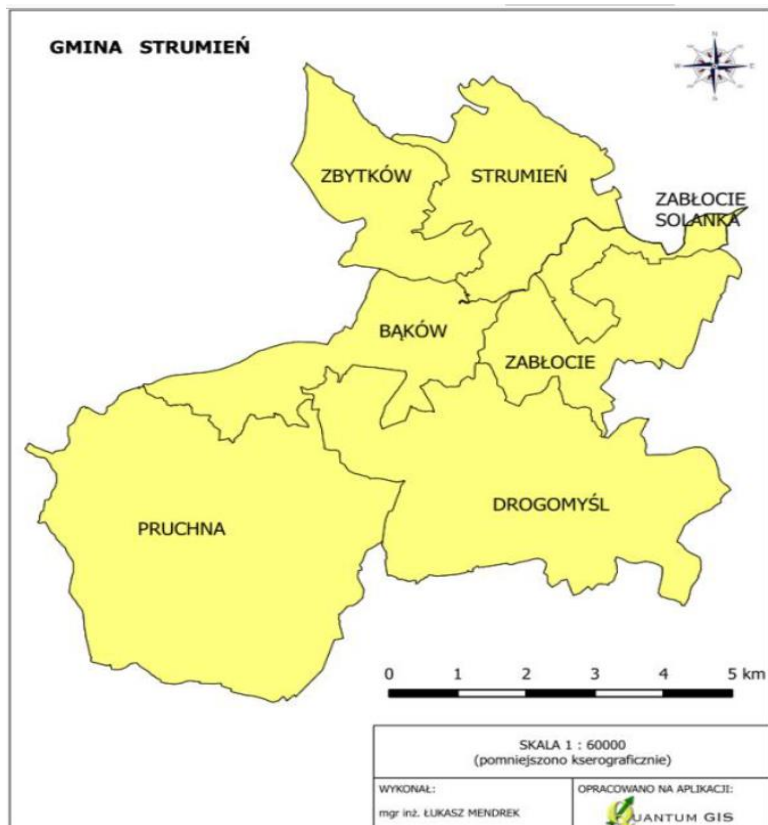 GMINA STRUMIEŃ
N
W E
S
ZBYTKÓW
STRUMIEŃ
ZABŁOCIE
SOLANKA
BĄKÓW
ZABŁOCIE
DROGOMYŚL
PRUCHNA
0 1 2 3 4 5 km
SKALA 1 : 60000
(pomniejszono kserograficznie)
WYKONAŁ:
mgr inż. ŁUKASZ MENDREK
OPRACOWANO NA APLIKACJI:
QUANTUM GIS